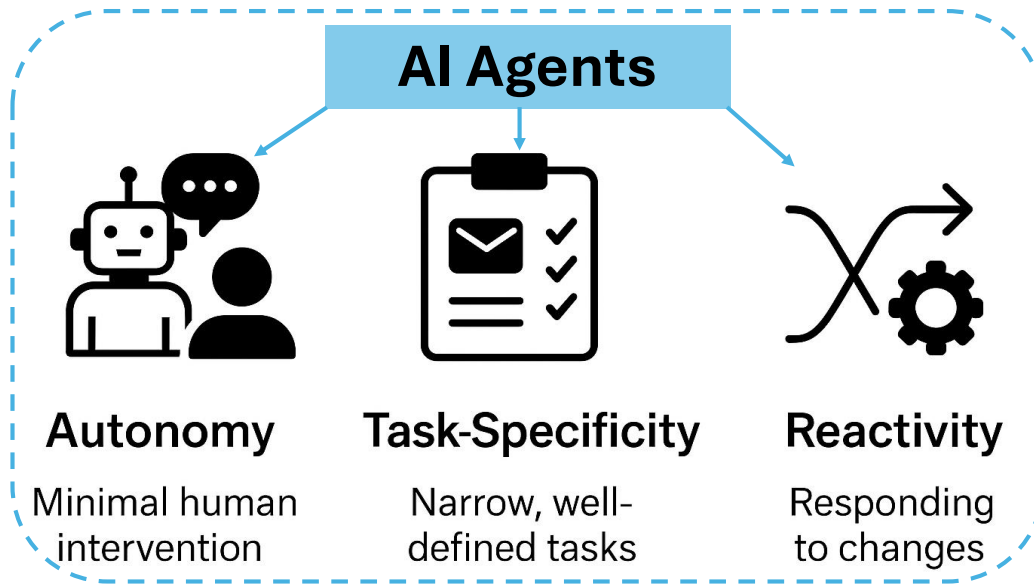 AI Agents
Autonomy
Minimal human
intervention
Task-Specificity
Narrow, well-
defined tasks
Reactivity
Responding
to changes